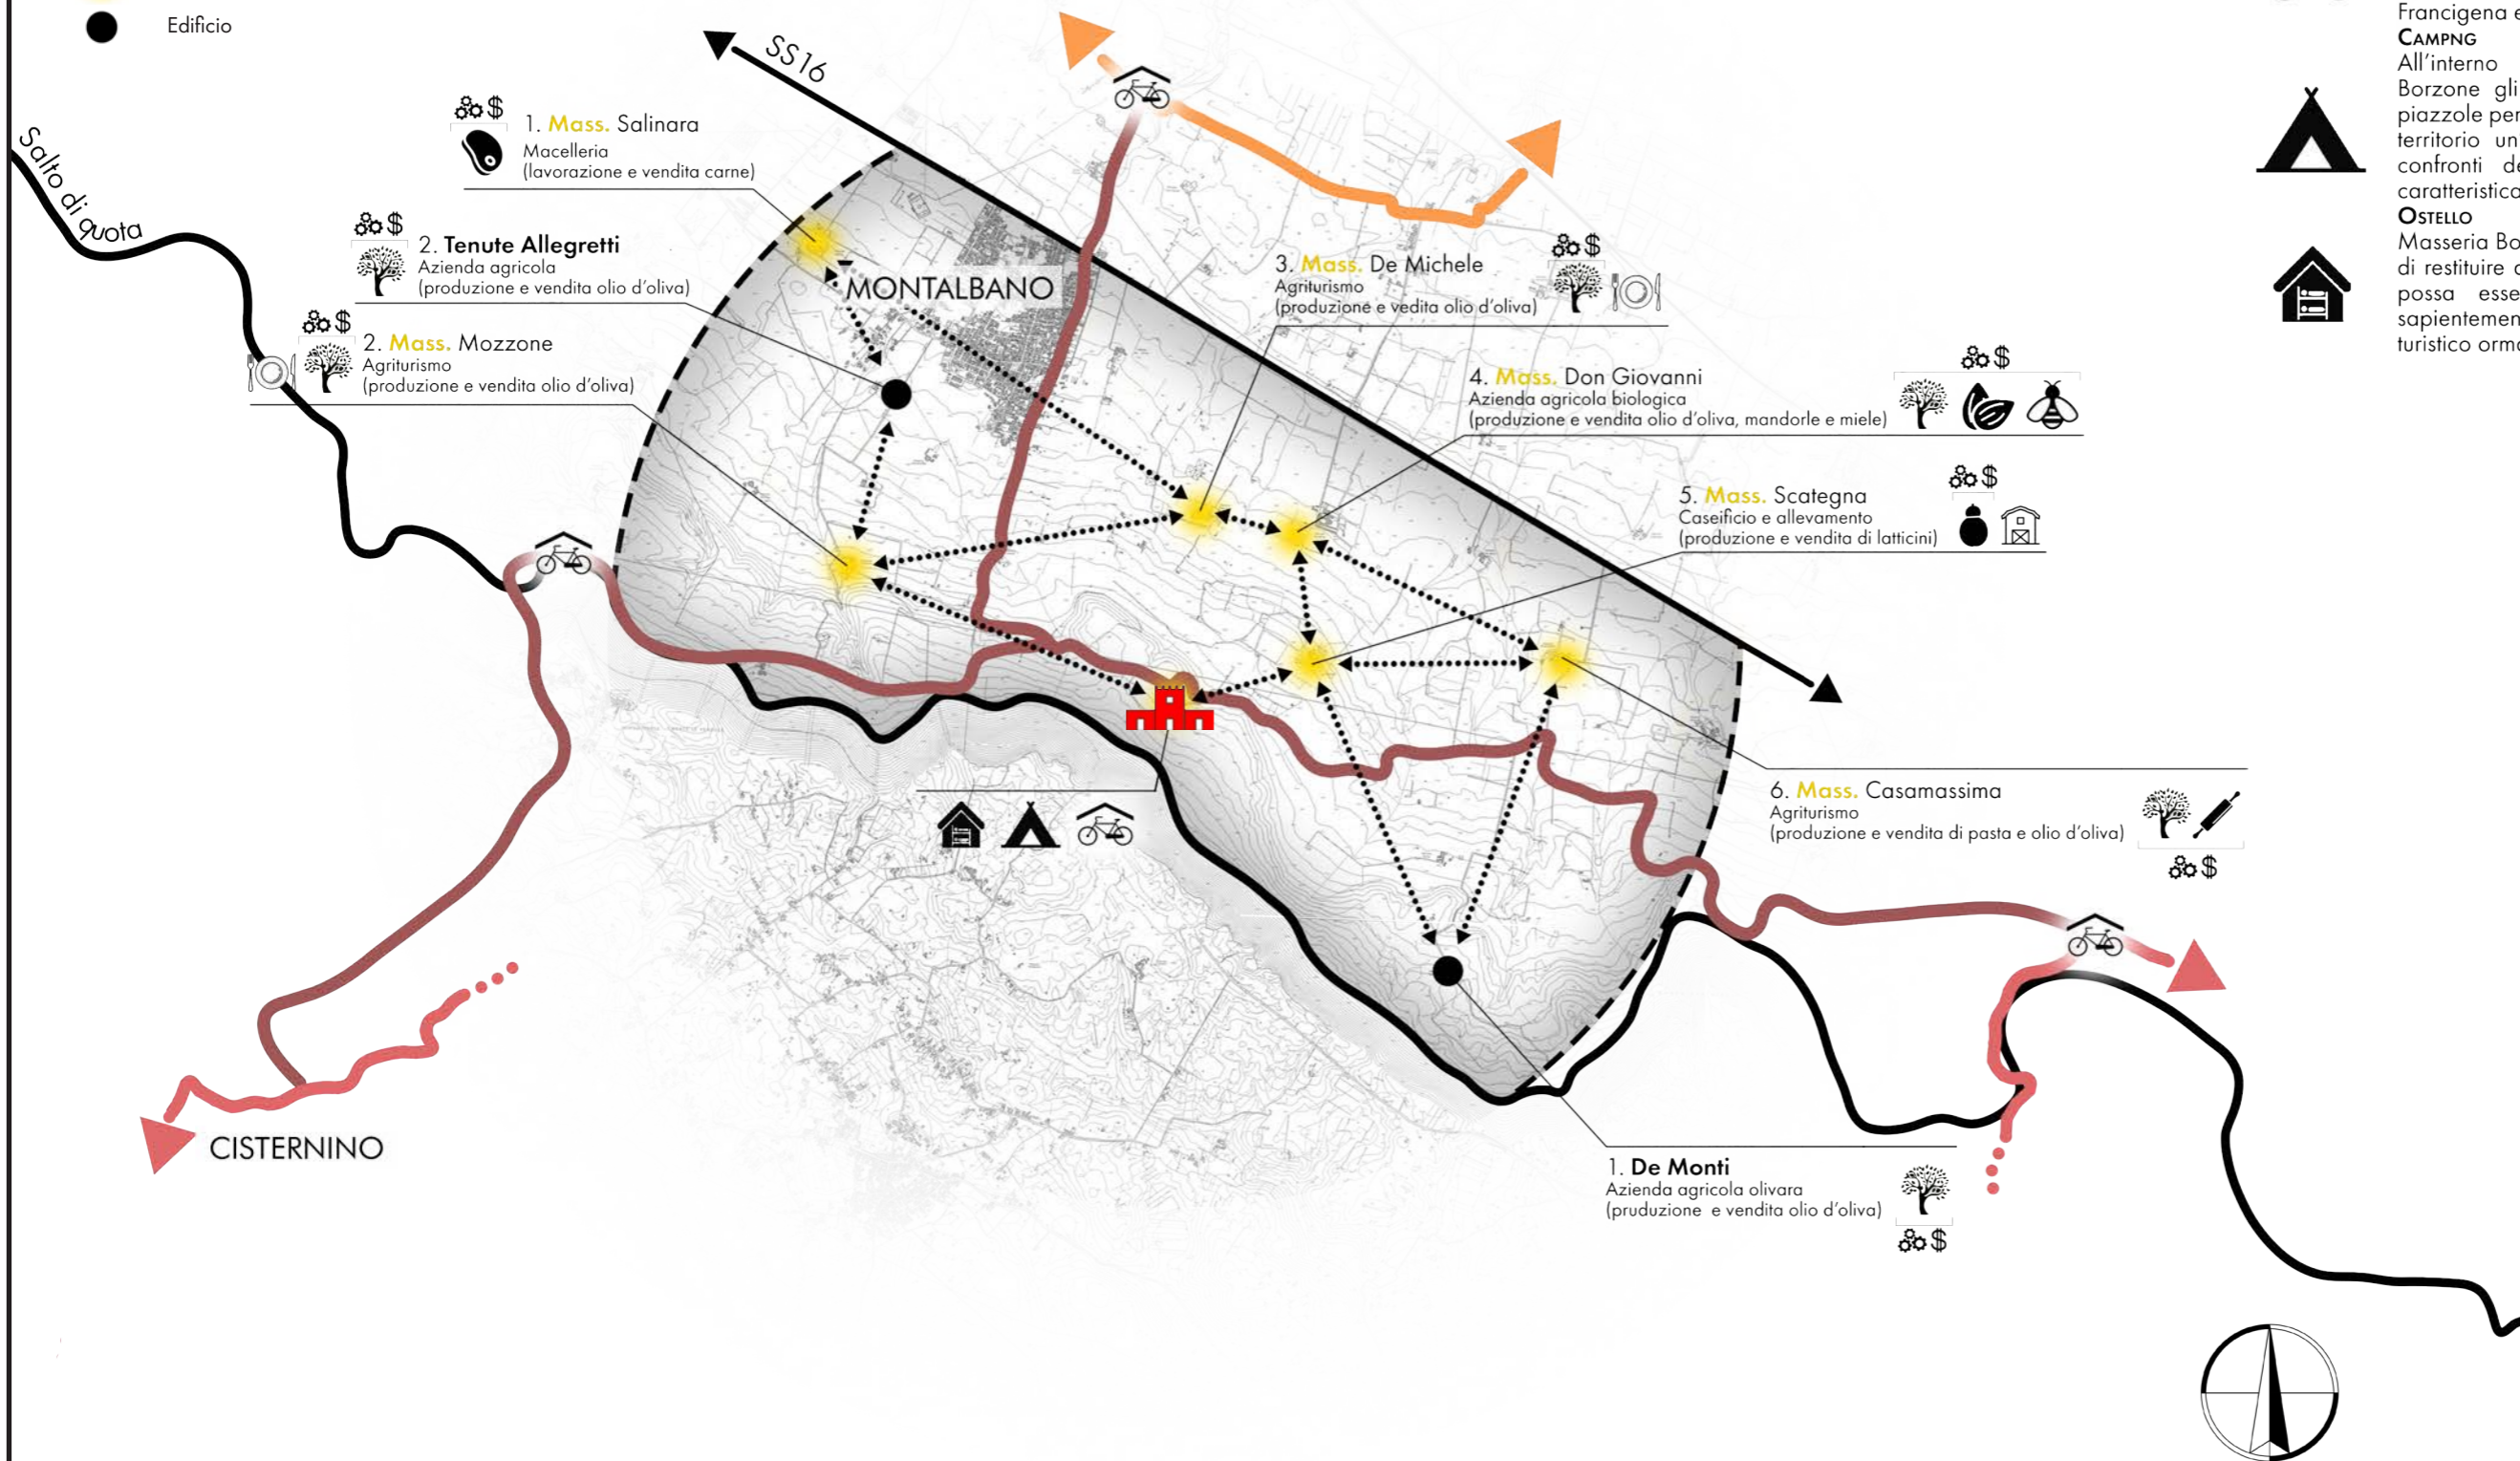 Edificio
SS16
Salto di quota
1. Mass. Salinara
Macelleria
(lavorazione e vendita carne)
2. Tenute Allegretti
Azienda agricola
(produzione e vendita olio d'oliva)
2. Mass. Mozzone
Agriturismo
(produzione e vendita olio d'oliva)
MONTALBANO
3. Mass. De Michele
Agriturismo
(produzione e vedita olio d'oliva)
4. Mass. Don Giovanni
Azienda agricola biologica
(produzione e vendita olio d'oliva, mandorle e miele)
5. Mass. Scategna
Caseificio e allevamento
(produzione e vendita di latticini)
6. Mass. Casamassima
Agriturismo
(produzione e vendita di pasta e olio d'oliva)
1. De Monti
Azienda agricola olivara
(pruduzione e vendita olio d'oliva)
CISTERNINO
Francigena e
CAMPNG
All'interno
Borzone gli
piazzole per
territorio un
confronti de
caratteristica
OSTELLO
Masseria Bo
di restituire
possa esse
sapientemen
turistico orma